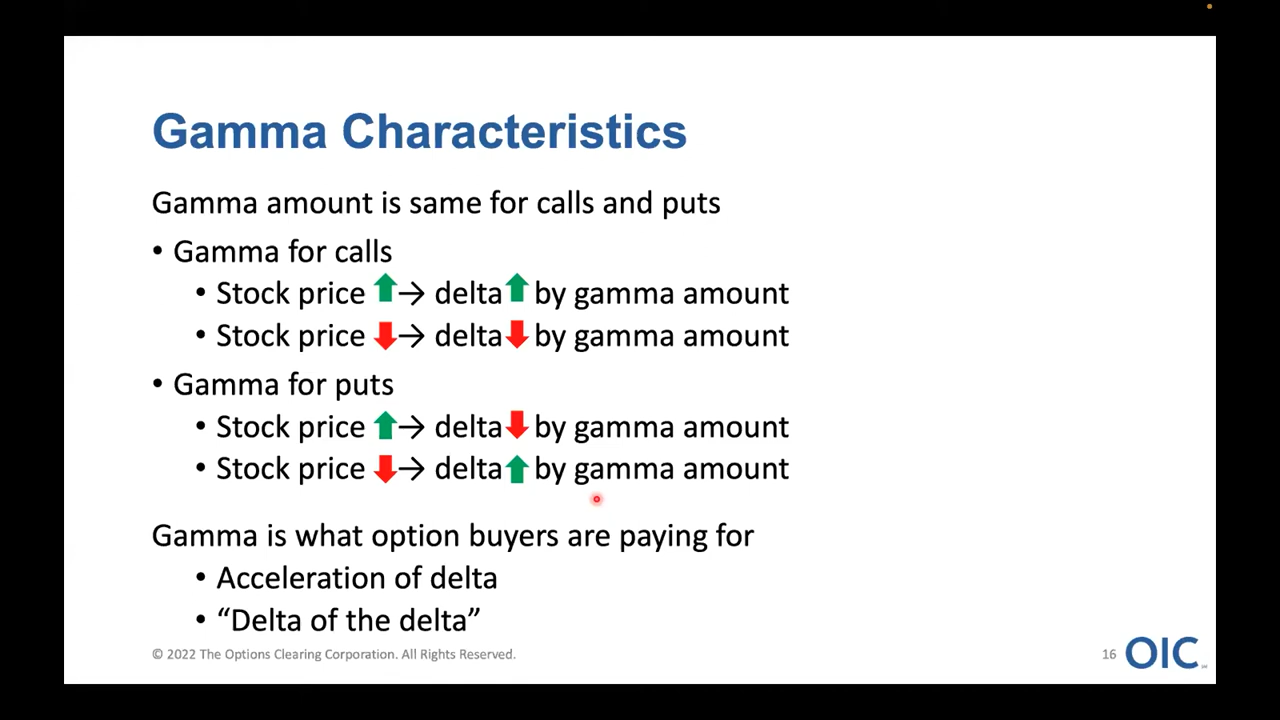 Gamma Characteristics
Gamma amount is same for calls and puts
• Gamma for calls
• Stock price ⬆→ delta⬆ by gamma amount
• Stock price ⬇→ delta⬇ by gamma amount
• Gamma for puts
• Stock price ⬆→ delta⬇ by gamma amount
• Stock price ⬇→ delta⬆ by gamma amount
Gamma is what option buyers are paying for
• Acceleration of delta
• “Delta of the delta”
© 2022 The Options Clearing Corporation. All Rights Reserved.
16
OIC